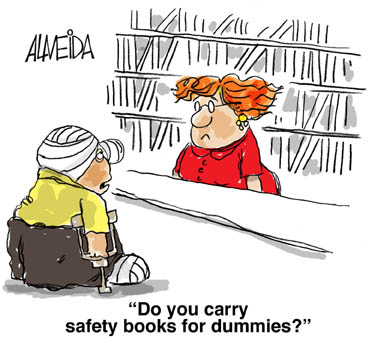 ALMEIDA
“Do you carry
safety books for dummies?”